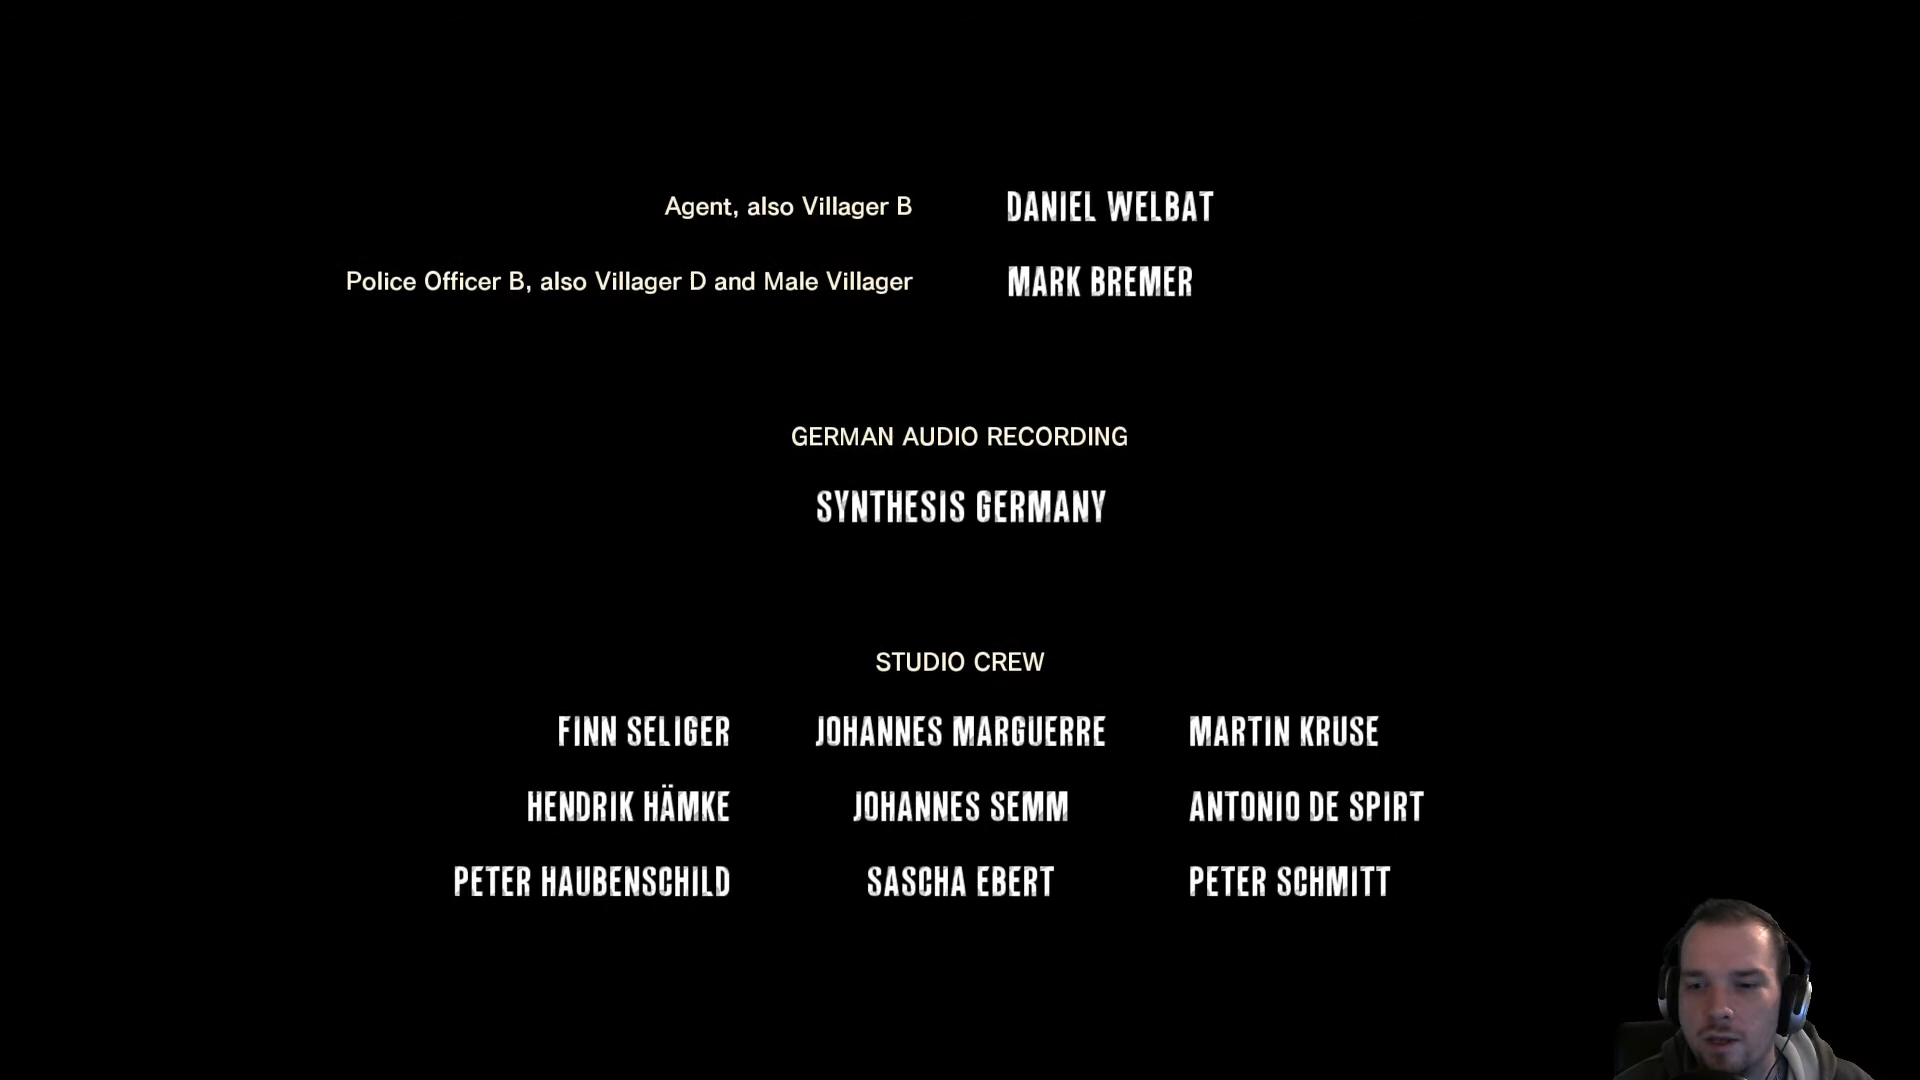 Agent, also Villager B DANIEL WELBAT
Police Officer B, also Villager D and Male Villager MARK BREMER
GERMAN AUDIO RECORDING
SYNTHESIS GERMANY
STUDIO CREW
FINN SELIGER JOHANNES MARGUERRE MARTIN KRUSE
HENDRIK HÄMKE JOHANNES SEMM ANTONIO DE SPIRT
PETER HAUBENSCHILD SASCHA EBERT PETER SCHMITT